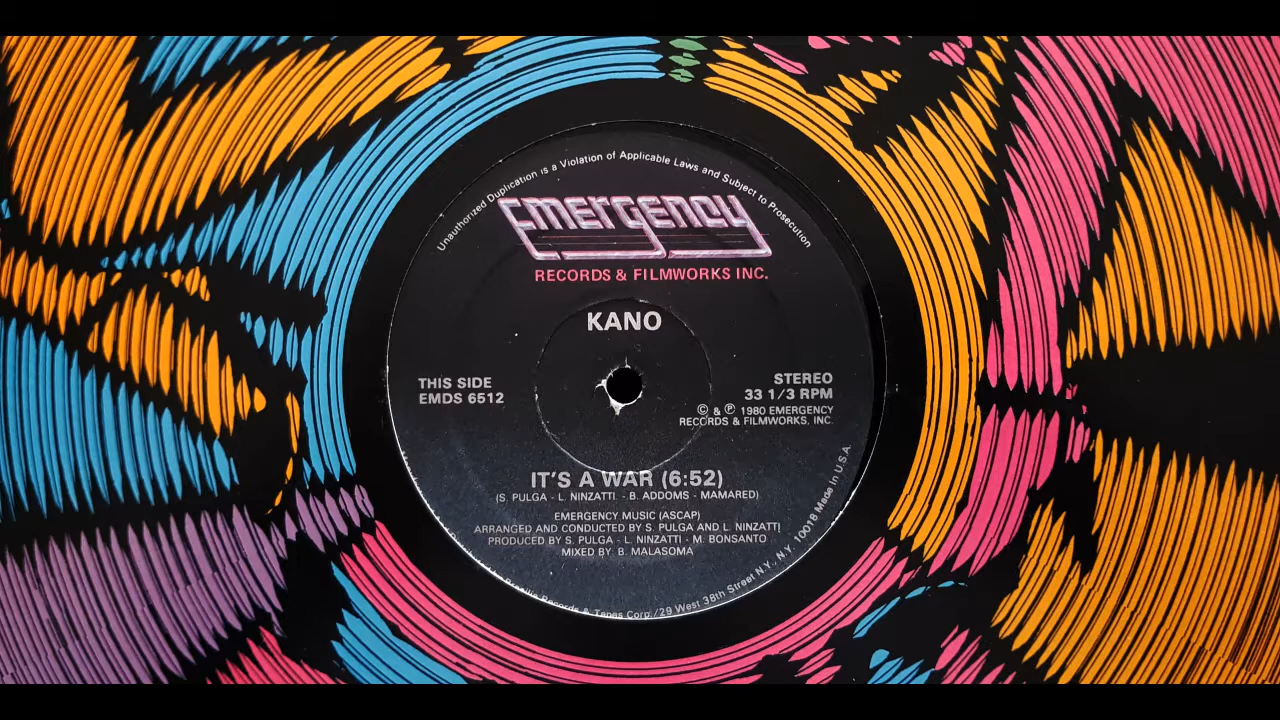 Unauthorized Duplication is a Violation of Applicable Laws and Subject to Prosecution
EMERGENCY
RECORDS & FILMWORKS INC.
KANO
THIS SIDE
EMDS 6512
STEREO
33 1/3 RPM
© & ℗ 1980 EMERGENCY
RECORDS & FILMWORKS, INC.
IT'S A WAR (6:52)
(S. PULGA - L. NINZATTI. - B. ADDOMS - MAMARED)
EMERGENCY MUSIC (ASCAP)
ARRANGED AND CONDUCTED BY S. PULGA AND L. NINZATTI
PRODUCED BY S. PULGA - L. NINZATTI - M. BONSANTO
MIXED BY: B. MALASOMA
Records & Tapes Corp./29 West 38th Street N.Y., N.Y. 10018 Made in U.S.A.